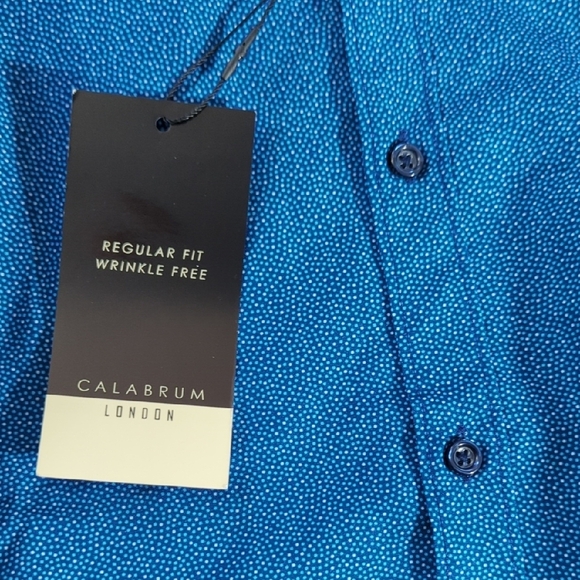 REGULAR FIT
WRINKLE FREE
CALABRUM
LONDON